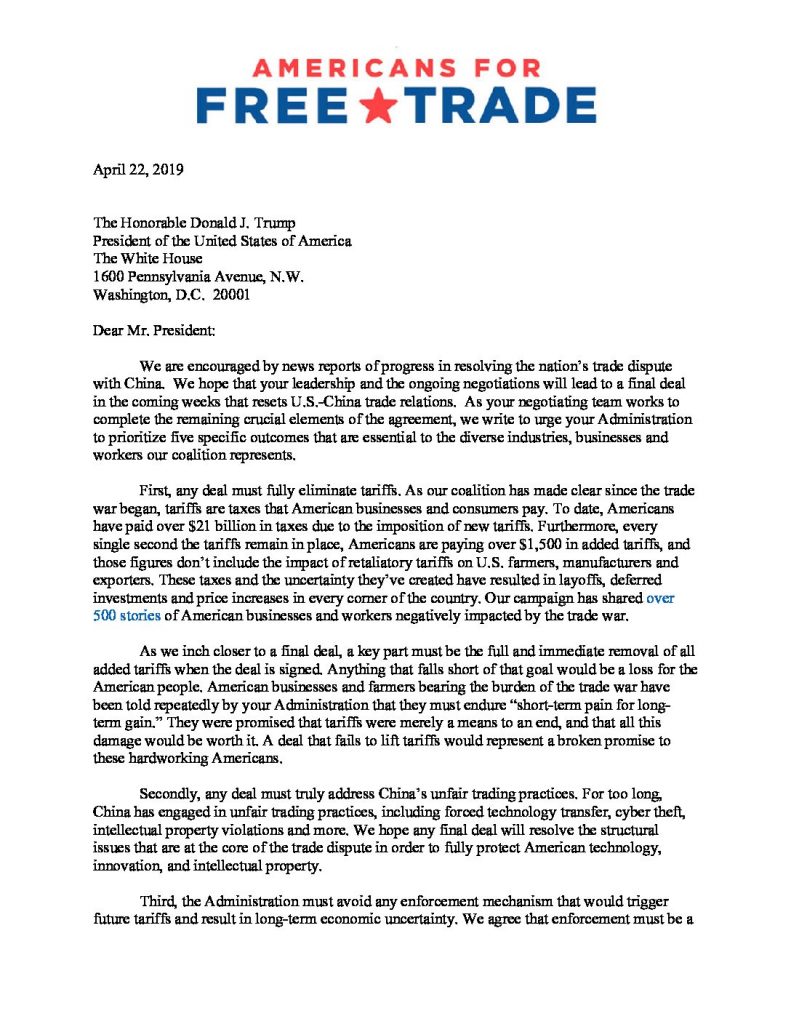 AMERICANS FOR
FREE TRADE
April 22, 2019
The Honorable Donald J. Trump
President of the United States of America
The White House
1600 Pennsylvania Avenue, N.W.
Washington, D.C.  20001
Dear Mr. President:
We are encouraged by news reports of progress in resolving the nation's trade dispute
with China.  We hope that your leadership and the ongoing negotiations will lead to a final deal
in the coming weeks that resets U.S.-China trade relations.  As your negotiating team works to
complete the remaining crucial elements of the agreement, we write to urge your Administration
to prioritize five specific outcomes that are essential to the diverse industries, businesses and
workers our coalition represents.
First, any deal must fully eliminate tariffs. As our coalition has made clear since the trade
war began, tariffs are taxes that American businesses and consumers pay. To date, Americans
have paid over $21 billion in taxes due to the imposition of new tariffs. Furthermore, every
single second the tariffs remain in place, Americans are paying over $1,500 in added tariffs, and
those figures don't include the impact of retaliatory tariffs on U.S. farmers, manufacturers and
exporters. These taxes and the uncertainty they've created have resulted in layoffs, deferred
investments and price increases in every corner of the country. Our campaign has shared over
500 stories of American businesses and workers negatively impacted by the trade war.
As we inch closer to a final deal, a key part must be the full and immediate removal of all
added tariffs when the deal is signed. Anything that falls short of that goal would be a loss for the
American people. American businesses and farmers bearing the burden of the trade war have
been told repeatedly by your Administration that they must endure “short-term pain for long-
term gain.” They were promised that tariffs were merely a means to an end, and that all this
damage would be worth it. A deal that fails to lift tariffs would represent a broken promise to
these hardworking Americans.
Secondly, any deal must truly address China's unfair trading practices. For too long,
China has engaged in unfair trading practices, including forced technology transfer, cyber theft,
intellectual property violations and more. We hope any final deal will resolve the structural
issues that are at the core of the trade dispute in order to fully protect American technology,
innovation, and intellectual property.
Third, the Administration must avoid any enforcement mechanism that would trigger
future tariffs and result in long-term economic uncertainty. We agree that enforcement must be a